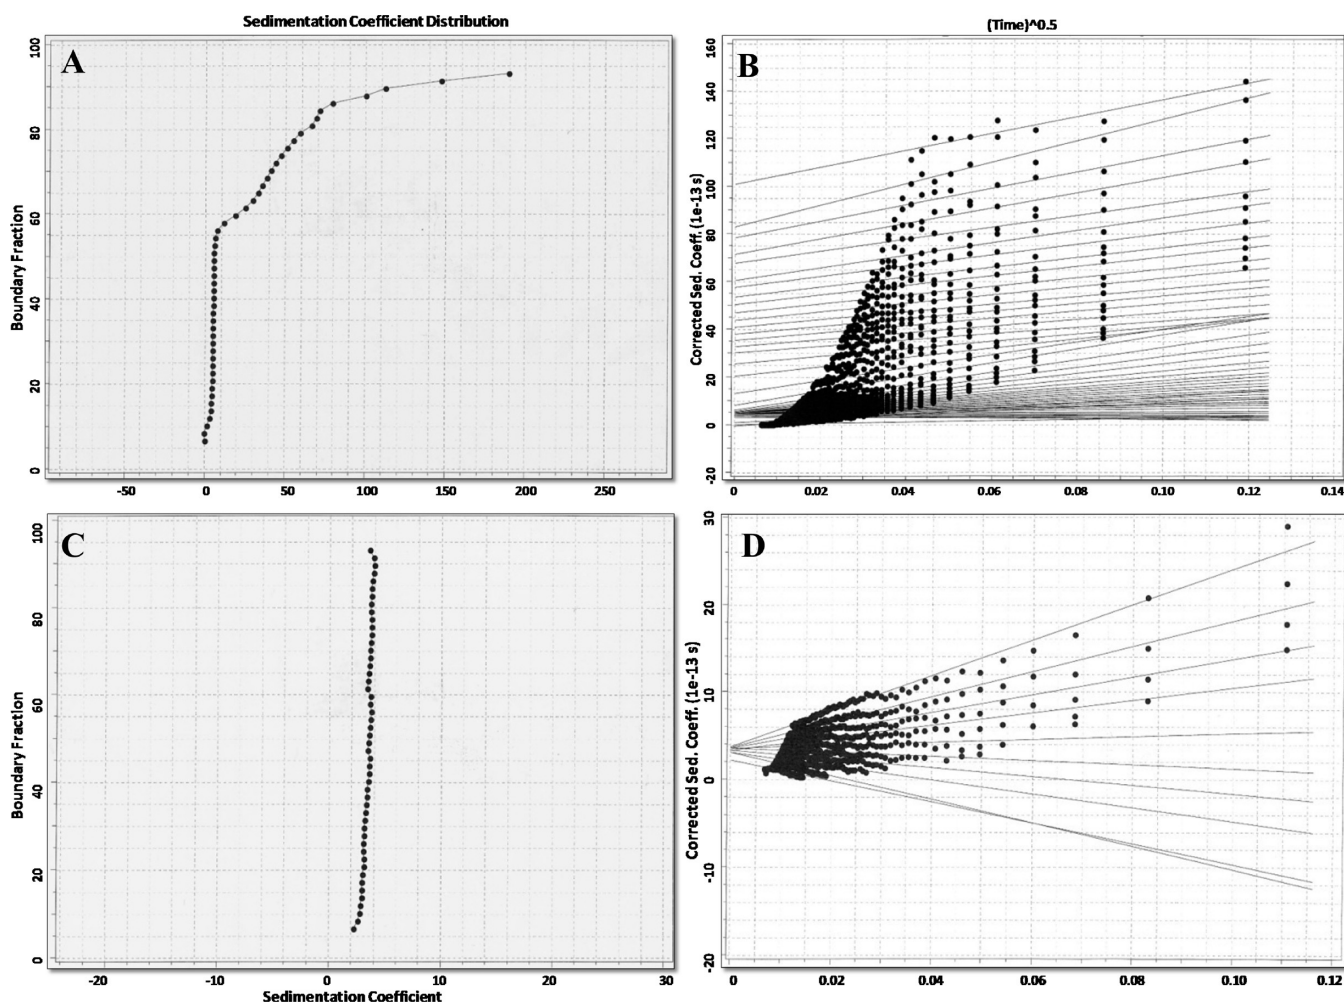 Sedimentation Coefficient Distribution
A
Boundary Fraction
100
80
60
40
20
0
-50 0 50 100 150 200 250
(Time)^0.5
B
Corrected Sed. Coeff. (1e-13 s)
160
140
120
100
80
60
40
20
0
-20
0 0.02 0.04 0.06 0.08 0.10 0.12 0.14
C
Boundary Fraction
100
80
60
40
20
0
-20 -10 0 10 20 30
Sedimentation Coefficient
D
Corrected Sed. Coeff. (1e-13 s)
30
20
10
0
-10
-20
0 0.02 0.04 0.06 0.08 0.10 0.12